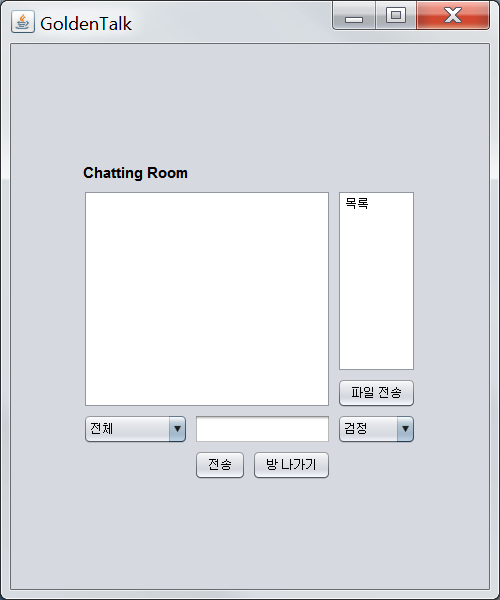 GoldenTalk
Chatting Room
목록
파일 전송
전체
검정
전송
방 나가기